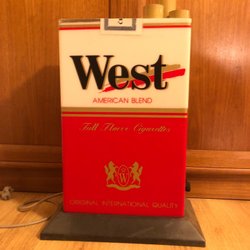 West
AMERICAN BLEND
Full Flavor Cigarettes
W
ORIGINAL INTERNATIONAL QUALITY